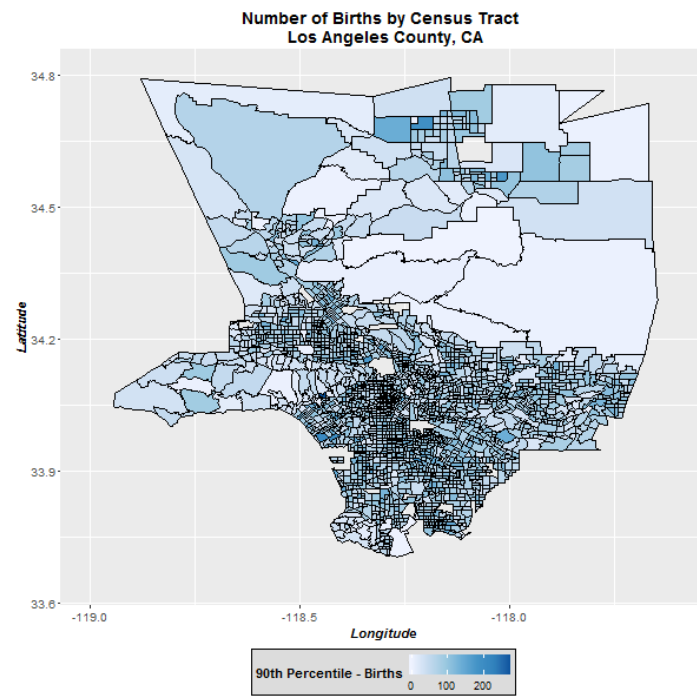 Number of Births by Census Tract
Los Angeles County, CA
34.8
34.5
34.2
33.9
33.6
Latitude
-119.0
-118.5
-118.0
Longitude
90th Percentile - Births
0
100
200